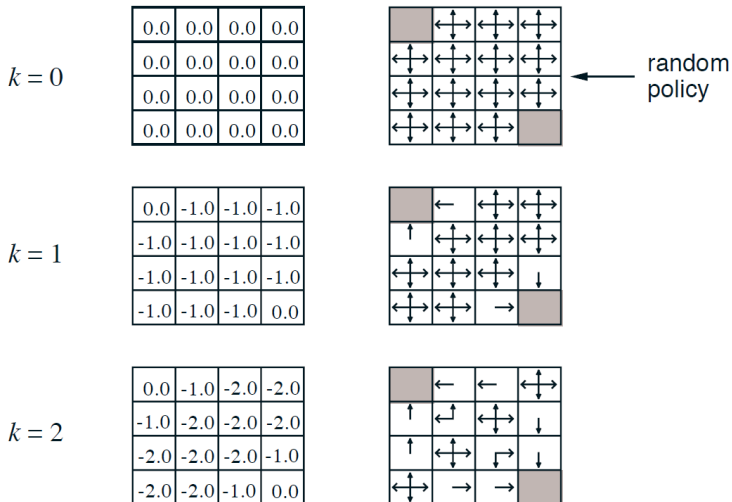 k = 0
0.0 0.0 0.0 0.0
0.0 0.0 0.0 0.0
0.0 0.0 0.0 0.0
0.0 0.0 0.0 0.0
random
policy
k = 1
0.0 -1.0 -1.0 -1.0
-1.0 -1.0 -1.0 -1.0
-1.0 -1.0 -1.0 -1.0
-1.0 -1.0 -1.0 0.0
k = 2
0.0 -1.0 -2.0 -2.0
-1.0 -2.0 -2.0 -2.0
-2.0 -2.0 -2.0 -1.0
-2.0 -2.0 -1.0 0.0